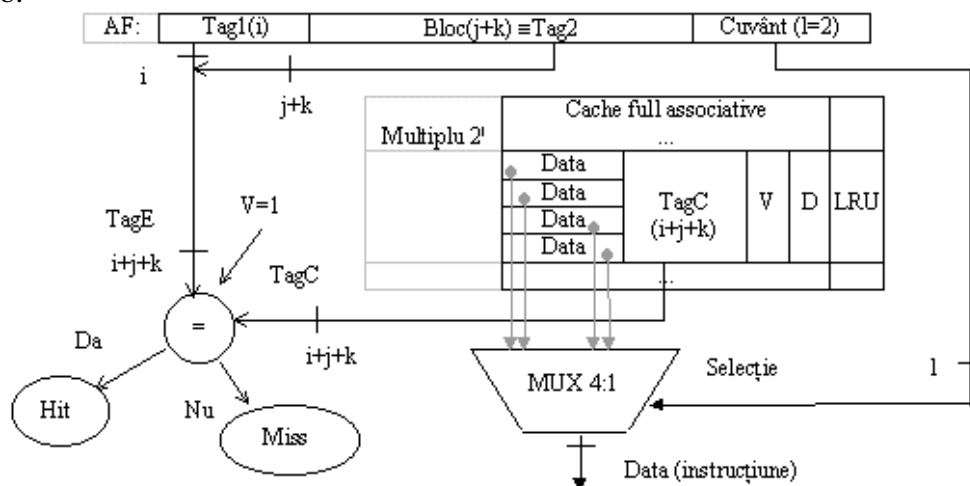 8.
AF: Tag1(i) Bloc(j+k) ≡Tag2 Cuvânt (l=2)
i
j+k
Cache full associative
Multiplu 2ˡ
...
Data
Data
Data
Data
TagC
(i+j+k)
V D LRU
...
TagE
V=1
i+j+k
TagC
=
i+j+k
Da
Nu
Hit
Miss
MUX 4:1
Selecție
l
Data (instrucțiune)